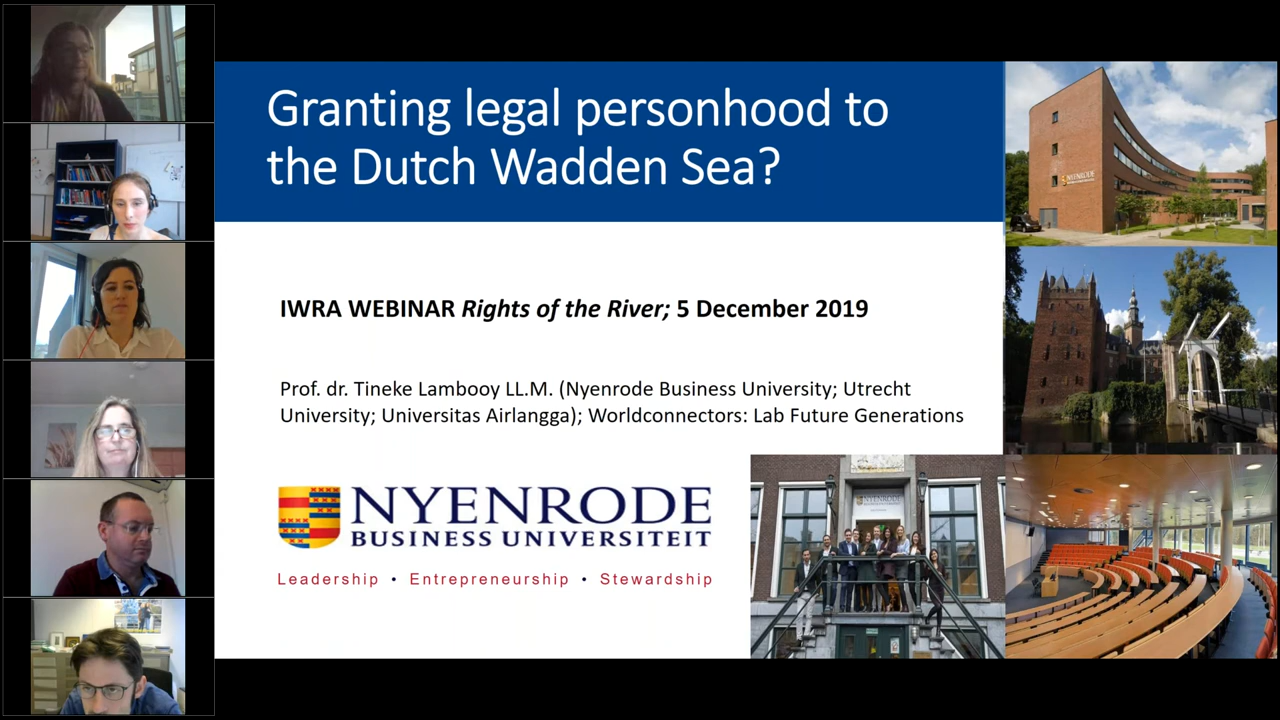 Granting legal personhood to
the Dutch Wadden Sea?
IWRA WEBINAR Rights of the River; 5 December 2019
Prof. dr. Tineke Lambooy LL.M. (Nyenrode Business University; Utrecht
University; Universitas Airlangga); Worldconnectors: Lab Future Generations
NYENRODE
BUSINESS UNIVERSITEIT
Leadership • Entrepreneurship • Stewardship
NYENRODE
NYENRODE